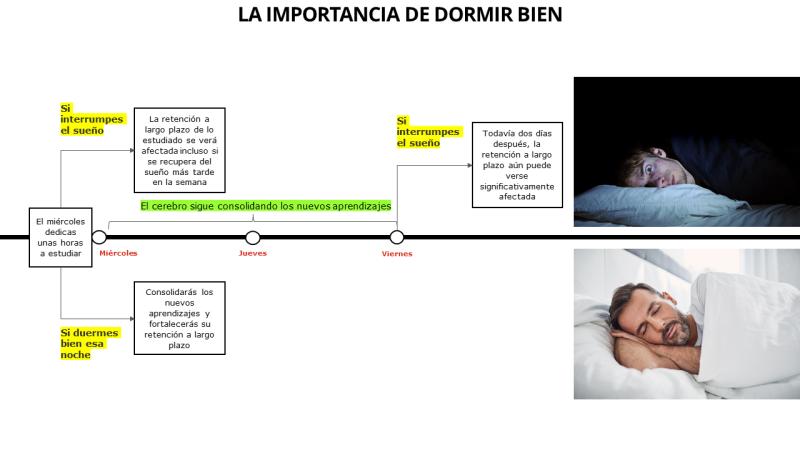 LA IMPORTANCIA DE DORMIR BIEN
Si
interrumpes
el sueño
La retención a
largo plazo de lo
estudiado se verá
afectada incluso si
se recupera del
sueño más tarde
en la semana
Si
interrumpes
el sueño
Todavía dos días
después, la
retención a largo
plazo aún puede
verse
significativamente
afectada
El cerebro sigue consolidando los nuevos aprendizajes
El miércoles
dedicas
unas horas
a estudiar
Miércoles
Jueves
Viernes
Si duermes
bien esa
noche
Consolidarás los
nuevos
aprendizajes y
fortalecerás su
retención a largo
plazo